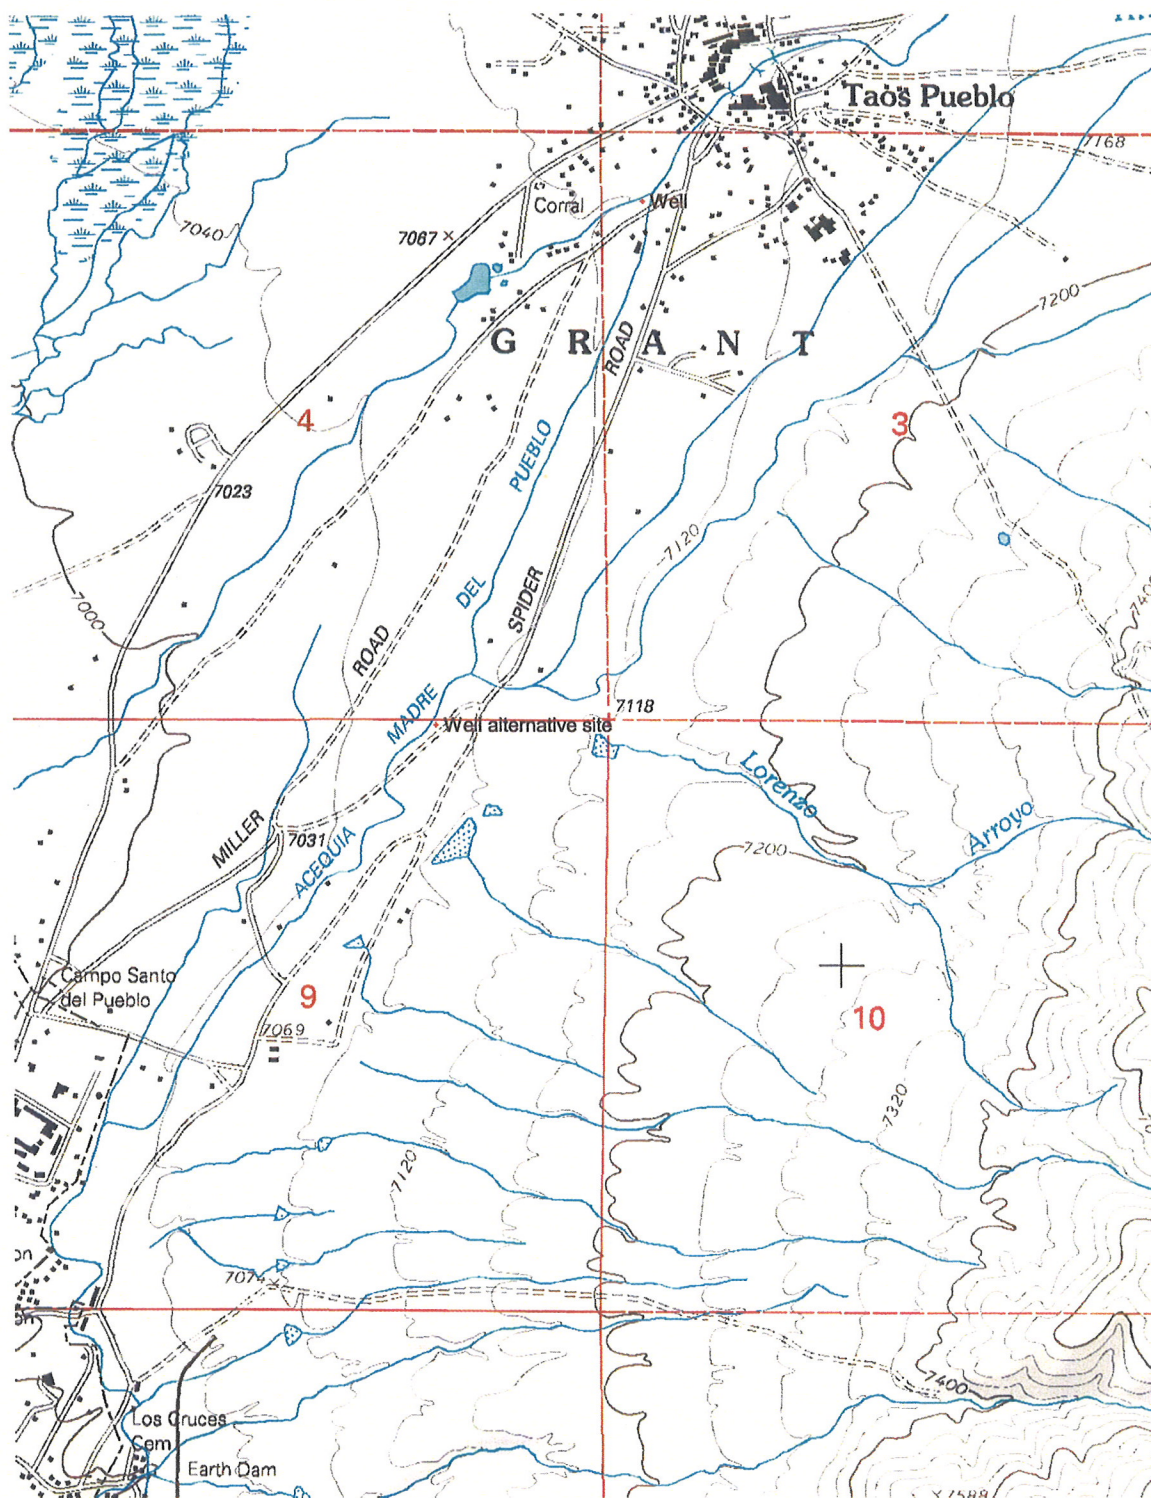 Taos Pueblo
7168
Corral
Well
7040
7067
7200
G R A N T
ROAD
4
3
PUEBLO
7023
7120
DEL
SPIDER
7000
ROAD
MADRE
7118
Well alternative site
Lorenzo
Arroyo
MILLER
7031
ACEQUIA
7200
Campo Santo
del Pueblo
9
10
7069
7320
7120
7074
7400
Los Cruces
Cem
Earth Dam
7588